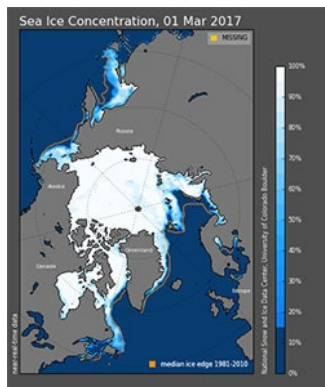 Sea Ice Concentration, 01 Mar 2017
MISSING
100%
90%
80%
70%
60%
50%
40%
30%
20%
10%
0%
Russia
Alaska
Greenland
Canada
Europe
National Snow and Ice Data Center, University of Colorado Boulder
near-real-time data
median ice edge 1981-2010